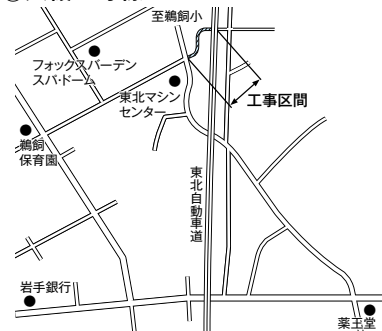 至鵜飼小
フォックスバーデン
スパ・ドーム
東北マシン
センター
工事区間
鵜飼
保育園
東北自動車道
岩手銀行
薬王堂